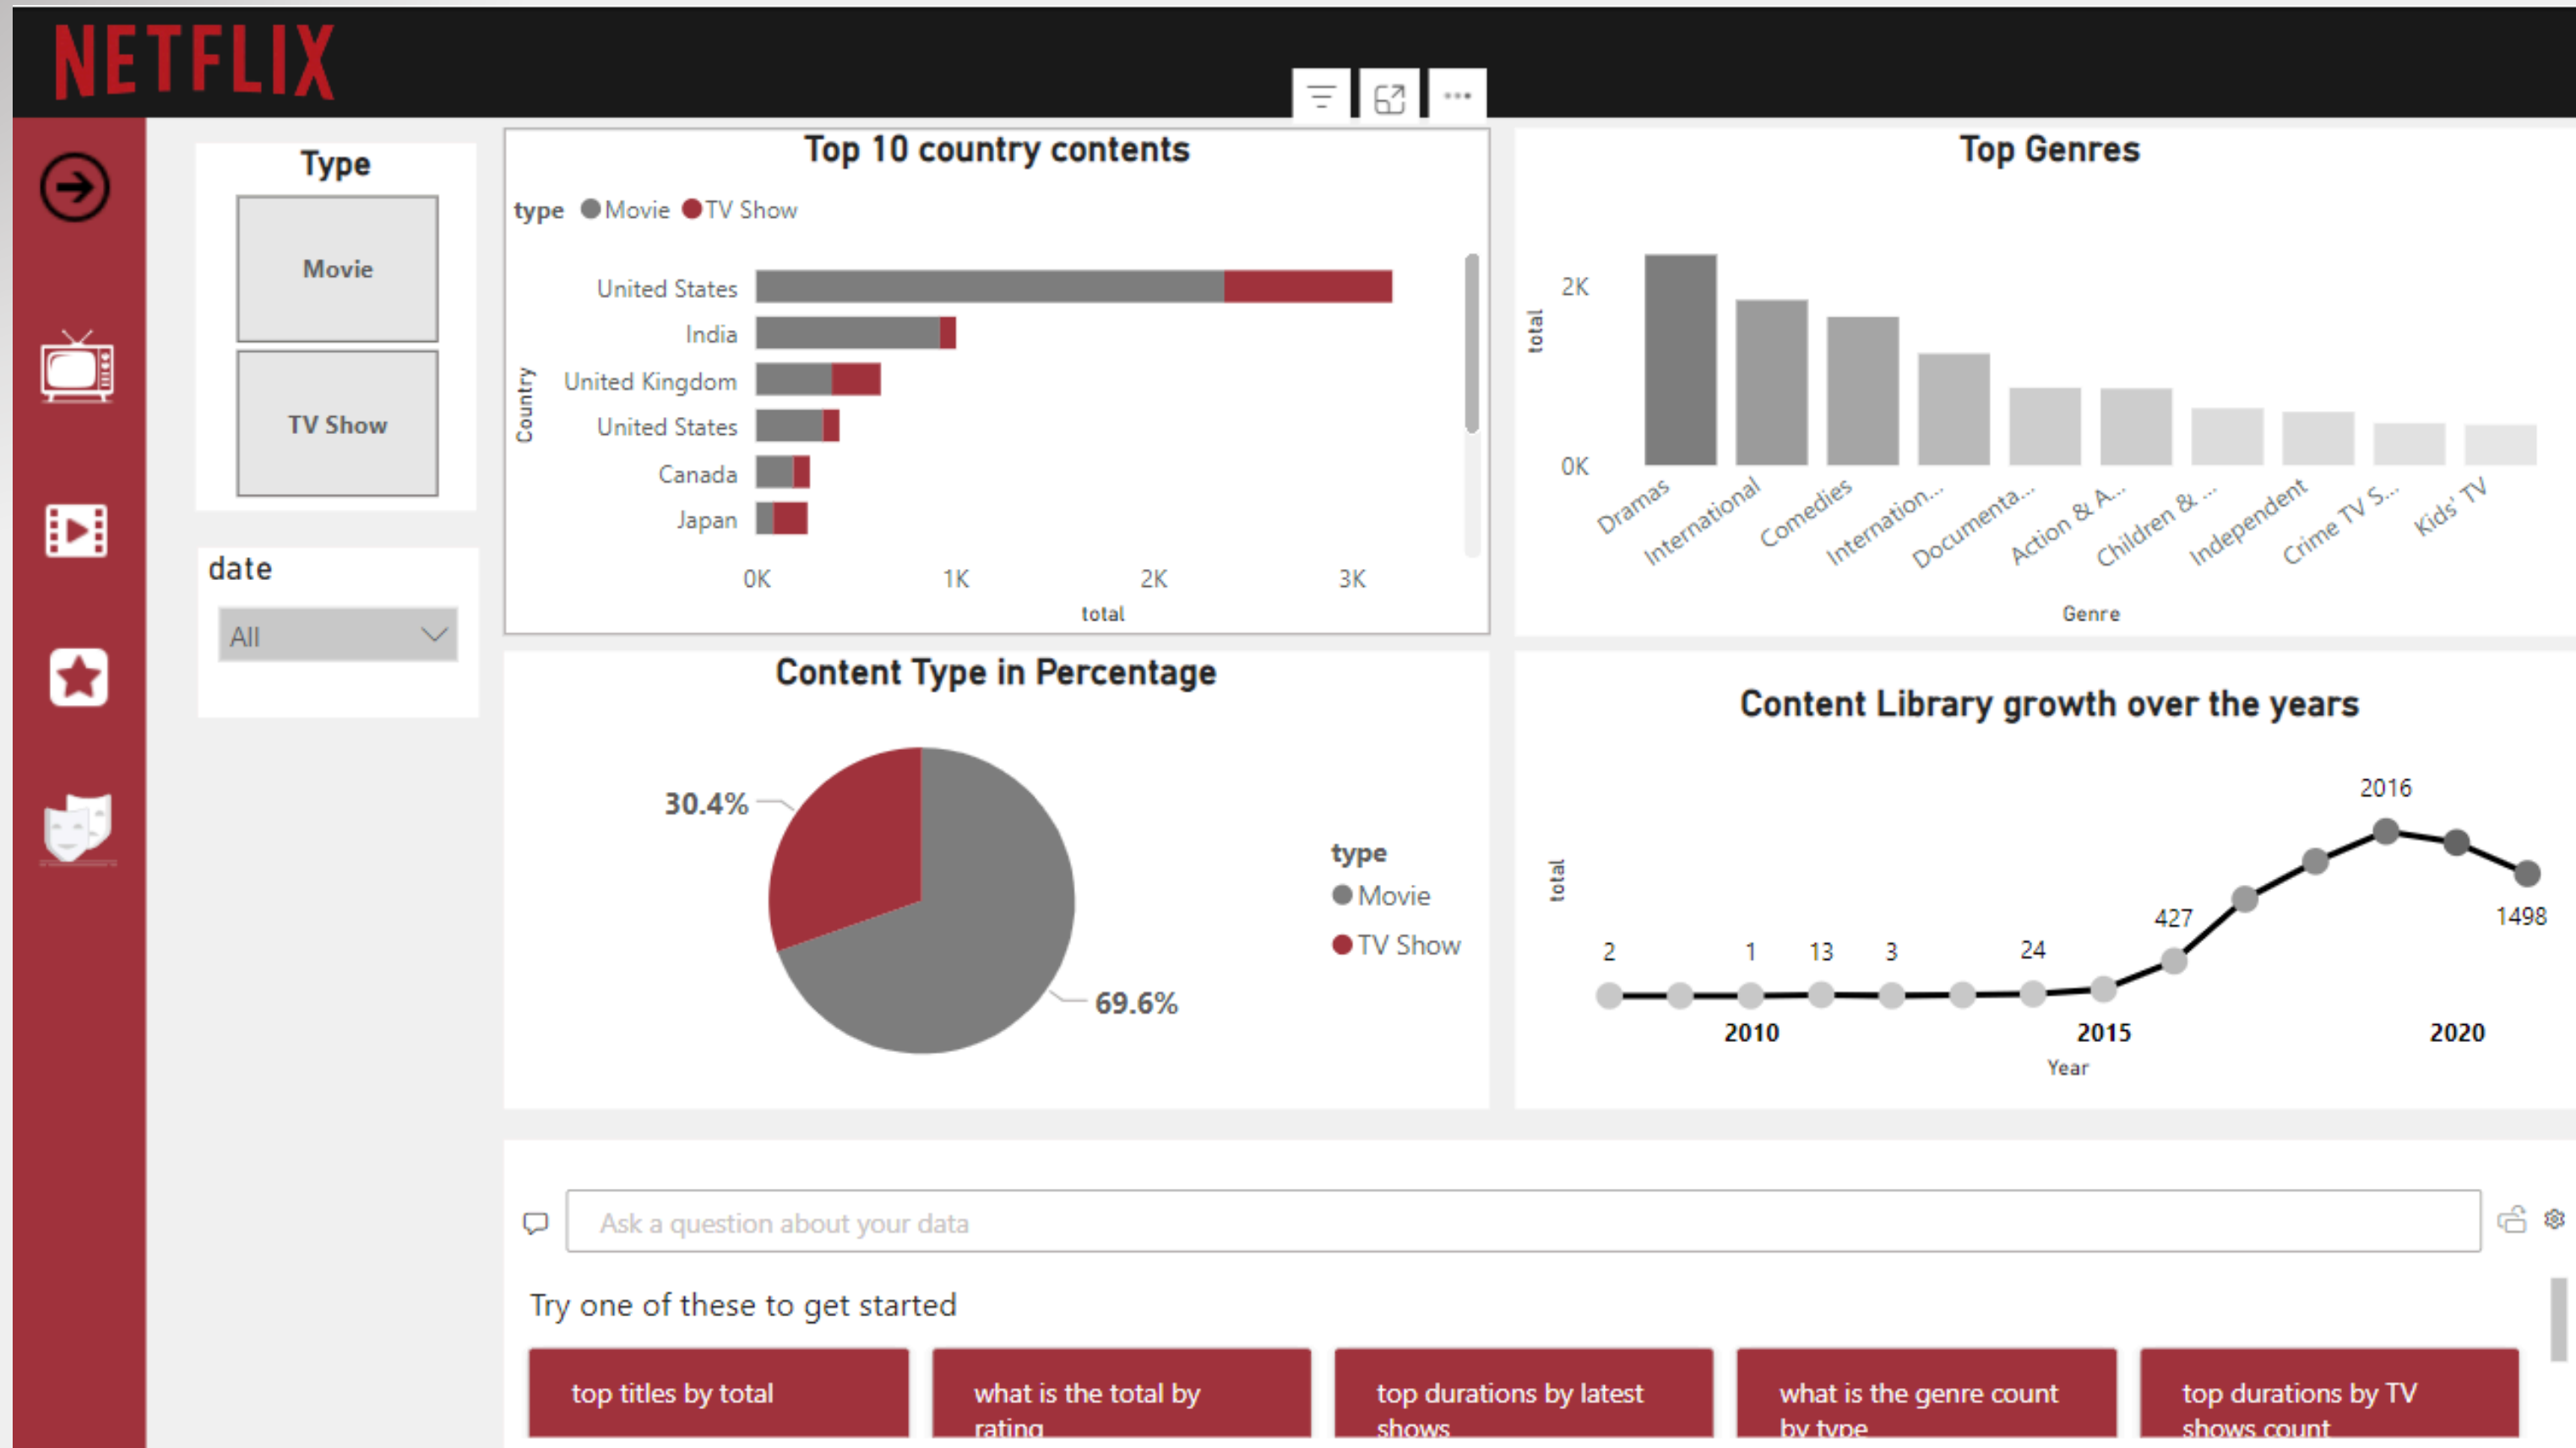 NETFLIX
Type
Movie
TV Show
date
All
Top 10 country contents
type Movie TV Show
Country
United States
India
United Kingdom
United States
Canada
Japan
0K 1K 2K 3K
total
Top Genres
total
2K
0K
Dramas
International
Comedies
Internation...
Documenta...
Action & A...
Children & ...
Independent
Crime TV S...
Kids' TV
Genre
Content Type in Percentage
30.4%
69.6%
type
Movie
TV Show
Content Library growth over the years
total
2 1 13 3 24 427 2016 1498
2010 2015 2020
Year
Ask a question about your data
Try one of these to get started
top titles by total
what is the total by
rating
top durations by latest
shows
what is the genre count
by type
top durations by TV
shows count